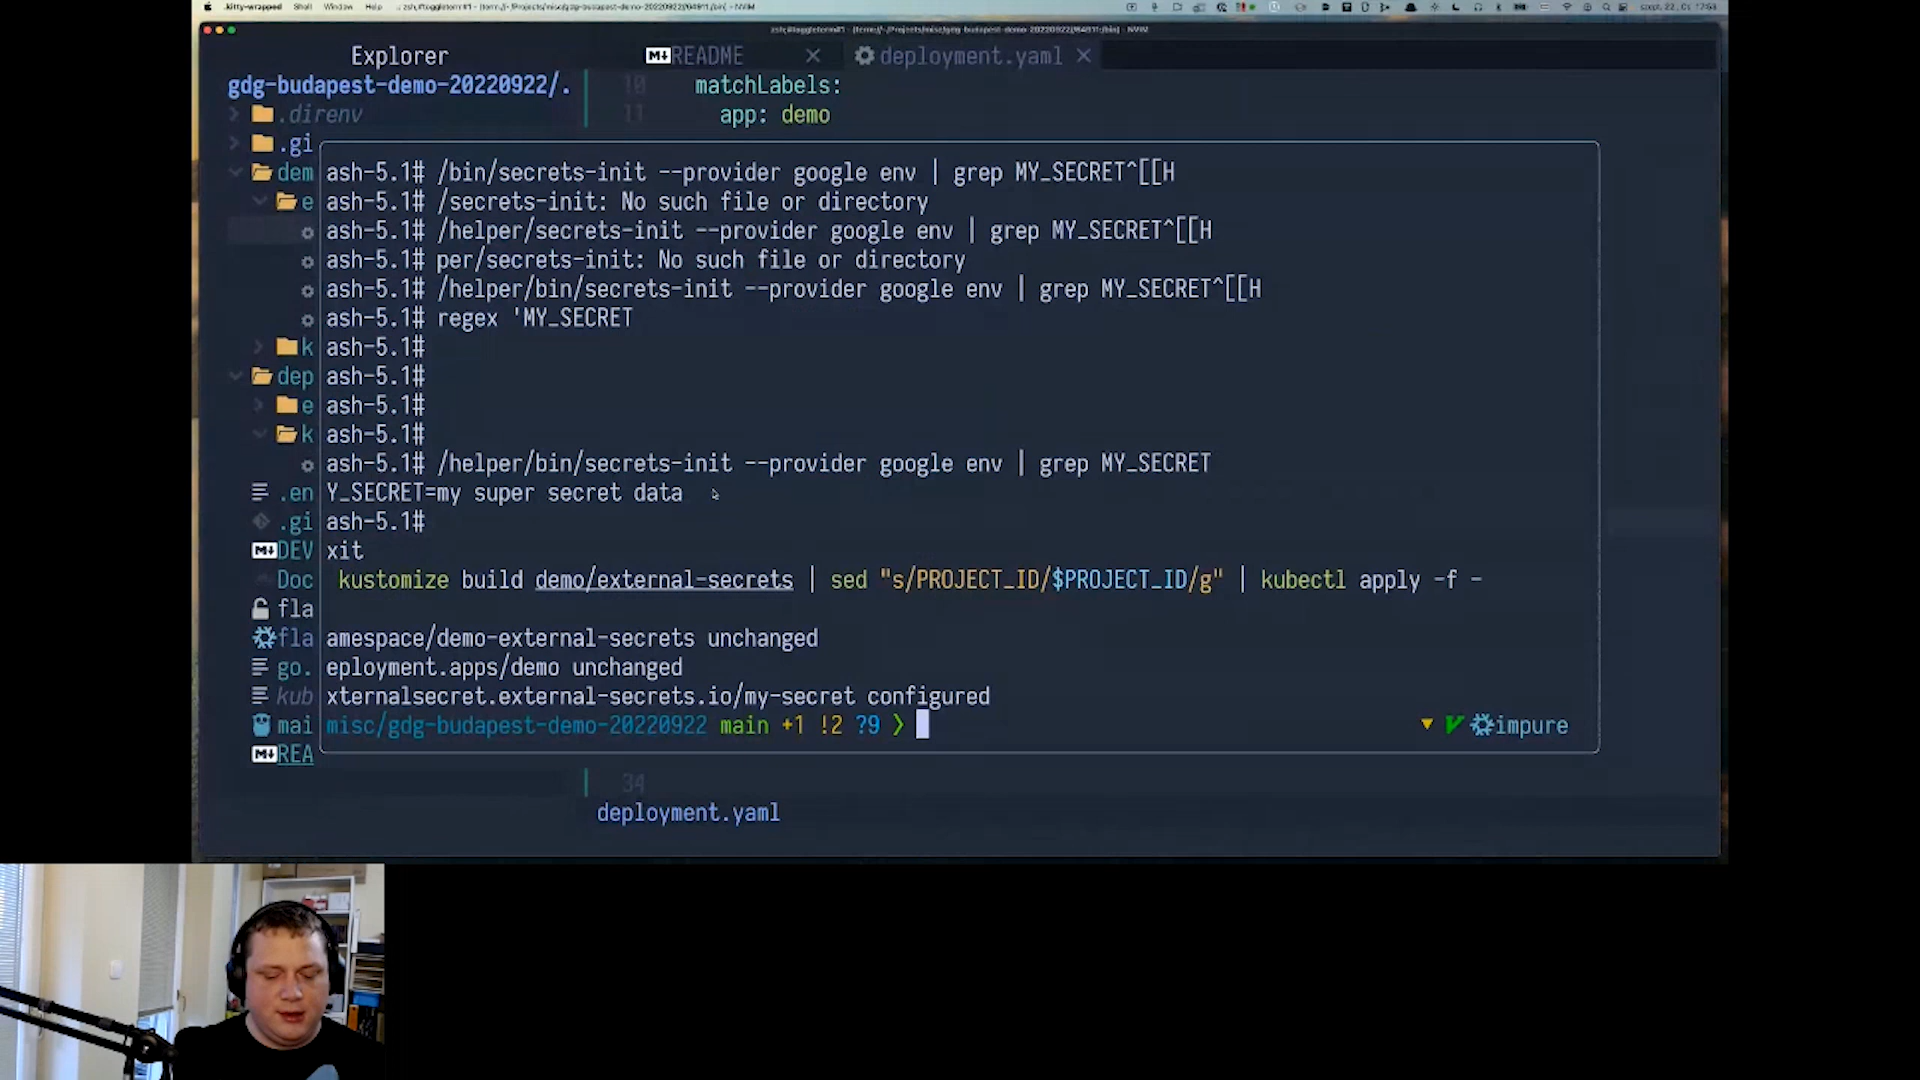 kitty-wrapped Shell Window Help
Explorer
README
deployment.yaml
gdg-budapest-demo-20220922/.
10 matchLabels:
.direnv
11 app: demo
.gi
dem ash-5.1# /bin/secrets-init --provider google env | grep MY_SECRET^[[H
e ash-5.1# /secrets-init: No such file or directory
ash-5.1# /helper/secrets-init --provider google env | grep MY_SECRET^[[H
ash-5.1# per/secrets-init: No such file or directory
ash-5.1# /helper/bin/secrets-init --provider google env | grep MY_SECRET^[[H
ash-5.1# regex 'MY_SECRET
k ash-5.1#
dep ash-5.1#
e ash-5.1#
k ash-5.1#
ash-5.1# /helper/bin/secrets-init --provider google env | grep MY_SECRET
.en Y_SECRET=my super secret data
.gi ash-5.1#
M↓DEV xit
Doc kustomize build demo/external-secrets | sed "s/PROJECT_ID/$PROJECT_ID/g" | kubectl apply -f -
fla
fla amespace/demo-external-secrets unchanged
go. eployment.apps/demo unchanged
kub xternalsecret.external-secrets.io/my-secret configured
mai misc/gdg-budapest-demo-20220922 main +1 !2 ?9 ❯ impure
M↓REA
34
deployment.yaml